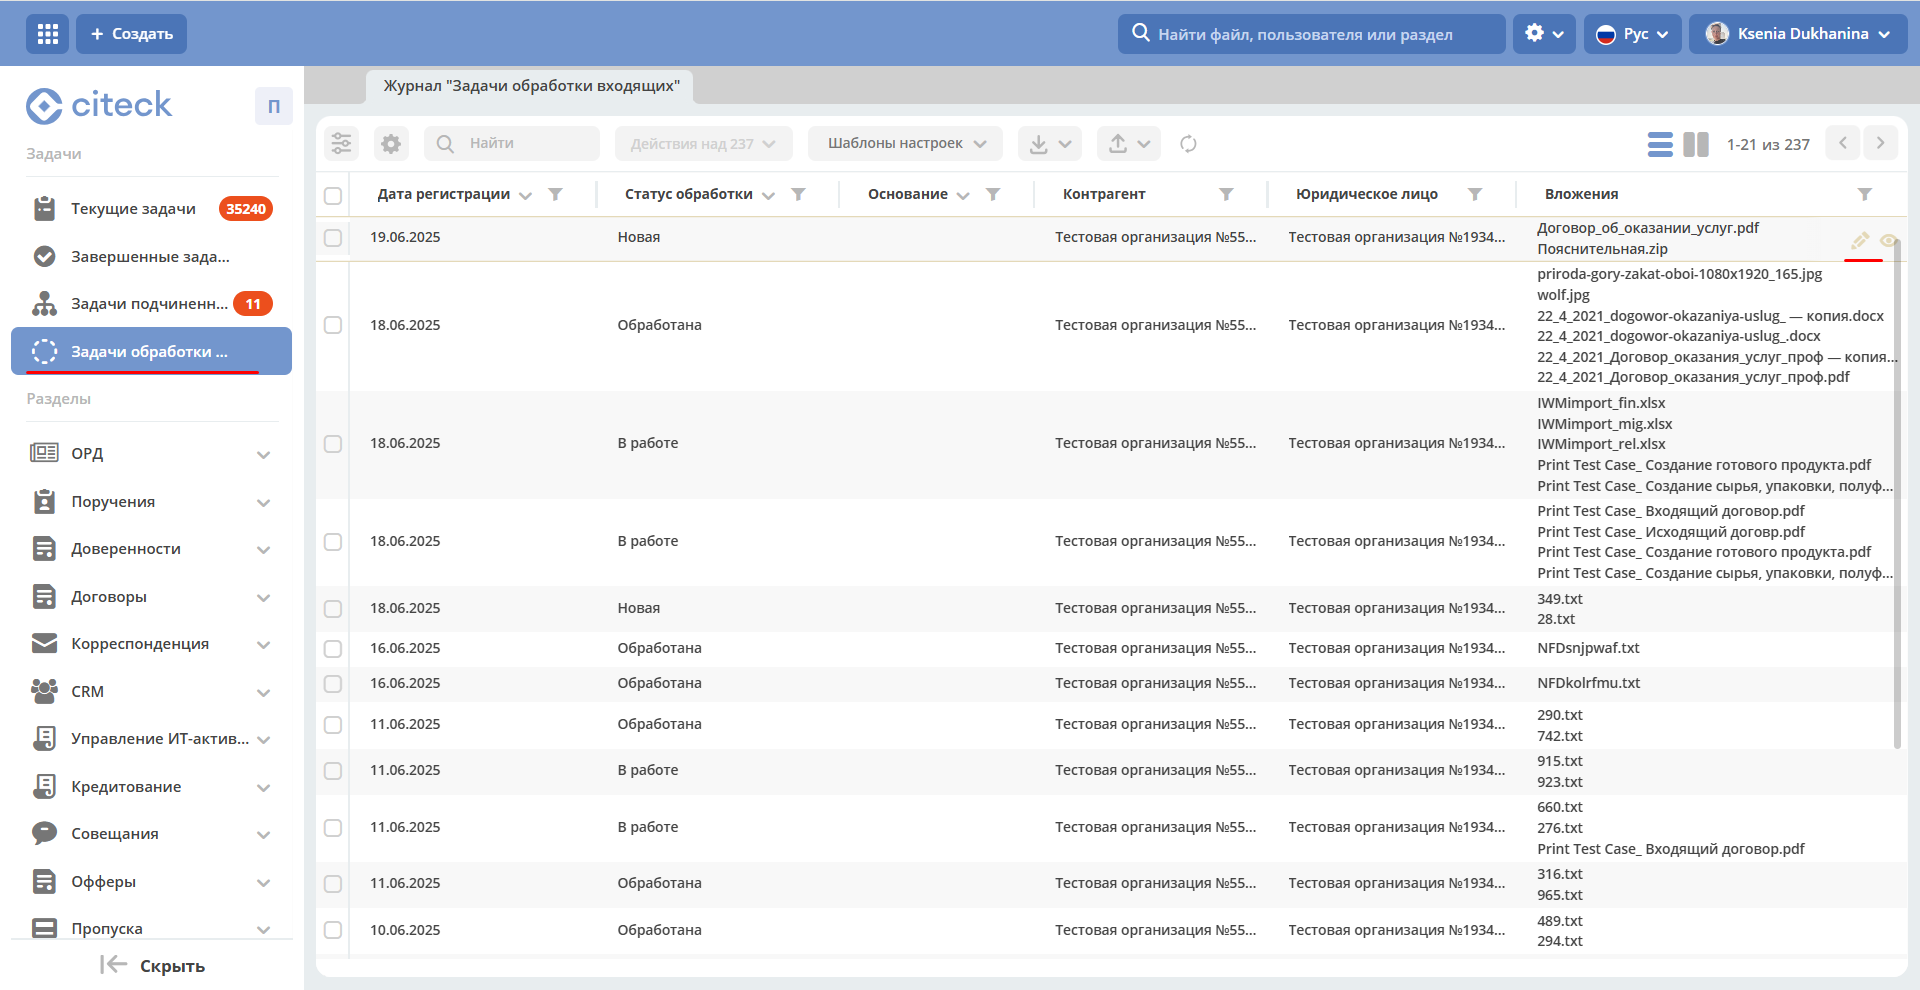 + Создать
Найти файл, пользователя или раздел
Рус
Ksenia Dukhanina
citeck
П
Задачи
Текущие задачи 35240
Завершенные зада...
Задачи подчиненн... 11
Задачи обработки ...
Разделы
ОРД
Поручения
Доверенности
Договоры
Корреспонденция
CRM
Управление ИТ-актив...
Кредитование
Совещания
Офферы
Пропуска
Скрыть
Журнал "Задачи обработки входящих"
Найти
Действия над 237
Шаблоны настроек
1-21 из 237
Дата регистрации Статус обработки Основание Контрагент Юридическое лицо Вложения
19.06.2025 Новая Тестовая организация №55... Тестовая организация №1934... Договор_об_оказании_услуг.pdf
Пояснительная.zip
18.06.2025 Обработана Тестовая организация №55... Тестовая организация №1934... priroda-gory-zakat-oboi-1080x1920_165.jpg
wolf.jpg
22_4_2021_dogowor-okazaniya-uslug_ — копия.docx
22_4_2021_dogowor-okazaniya-uslug_.docx
22_4_2021_Договор_оказания_услуг_проф — копия...
22_4_2021_Договор_оказания_услуг_проф.pdf
18.06.2025 В работе Тестовая организация №55... Тестовая организация №1934... IWMimport_fin.xlsx
IWMimport_mig.xlsx
IWMimport_rel.xlsx
Print Test Case_ Создание готового продукта.pdf
Print Test Case_ Создание сырья, упаковки, полуф...
18.06.2025 В работе Тестовая организация №55... Тестовая организация №1934... Print Test Case_ Входящий договор.pdf
Print Test Case_ Исходящий договр.pdf
Print Test Case_ Создание готового продукта.pdf
Print Test Case_ Создание сырья, упаковки, полуф...
18.06.2025 Новая Тестовая организация №55... Тестовая организация №1934... 349.txt
28.txt
16.06.2025 Обработана Тестовая организация №55... Тестовая организация №1934... NFDsnjpwaf.txt
16.06.2025 Обработана Тестовая организация №55... Тестовая организация №1934... NFDkolrfmu.txt
11.06.2025 Обработана Тестовая организация №55... Тестовая организация №1934... 290.txt
742.txt
11.06.2025 В работе Тестовая организация №55... Тестовая организация №1934... 915.txt
923.txt
11.06.2025 В работе Тестовая организация №55... Тестовая организация №1934... 660.txt
276.txt
Print Test Case_ Входящий договор.pdf
11.06.2025 Обработана Тестовая организация №55... Тестовая организация №1934... 316.txt
965.txt
10.06.2025 Обработана Тестовая организация №55... Тестовая организация №1934... 489.txt
294.txt